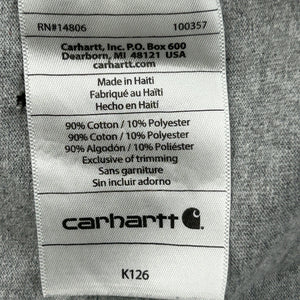 RN#14806 100357
Carhartt, Inc. P.O. Box 600
Dearborn, MI 48121 USA
carhartt.com
Made in Haiti
Fabriqué au Haïti
Hecho en Haití
90% Cotton / 10% Polyester
90% Coton / 10% Polyester
90% Algodón / 10% Poliéster
Exclusive of trimming
Sans garniture
Sin incluir adorno
carhartt
K126